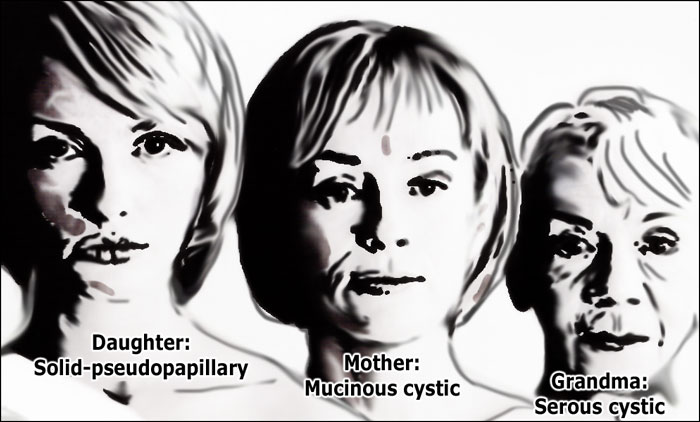 Daughter:
Solid-pseudopapillary
Mother:
Mucinous cystic
Grandma:
Serous cystic